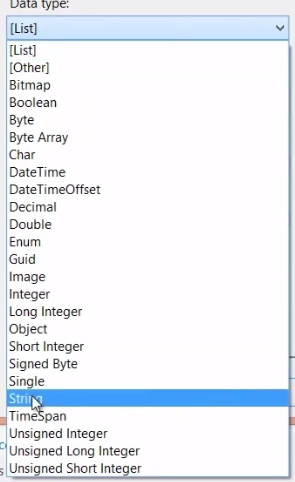 Data type:
[List]
[List]
[Other]
Bitmap
Boolean
Byte
Byte Array
Char
DateTime
DateTimeOffset
Decimal
Double
Enum
Guid
Image
Integer
Long Integer
Object
Short Integer
Signed Byte
Single
String
TimeSpan
Unsigned Integer
Unsigned Long Integer
Unsigned Short Integer